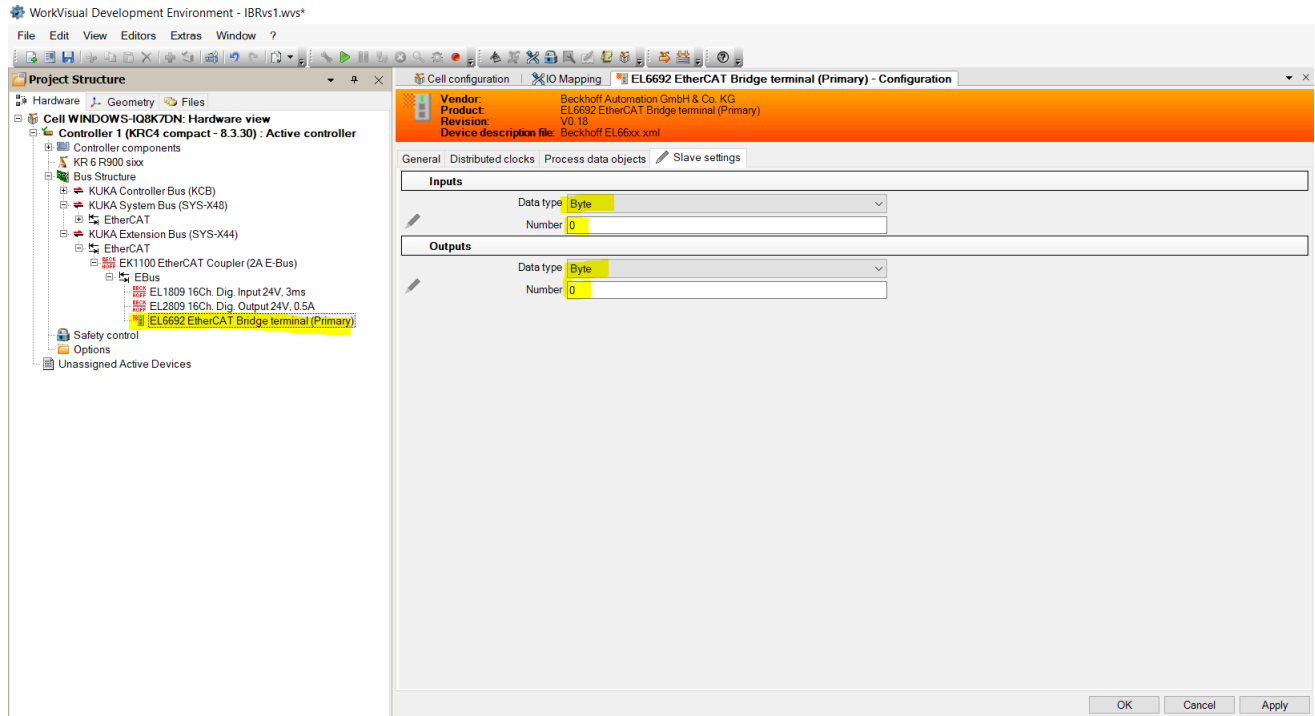 WorkVisual Development Environment - IBRvs1.wvs*
File Edit View Editors Extras Window ?
Project Structure
Hardware Geometry Files
Cell WINDOWS-IQ8K7DN: Hardware view
Controller 1 (KRC4 compact - 8.3.30) : Active controller
Controller components
KR 6 R900 sixx
Bus Structure
KUKA Controller Bus (KCB)
KUKA System Bus (SYS-X48)
EtherCAT
KUKA Extension Bus (SYS-X44)
EtherCAT
EK1100 EtherCAT Coupler (2A E-Bus)
EBus
EL1809 16Ch. Dig. Input 24V, 3ms
EL2809 16Ch. Dig. Output 24V, 0.5A
EL6692 EtherCAT Bridge terminal (Primary)
Safety control
Options
Unassigned Active Devices
Cell configuration IO Mapping EL6692 EtherCAT Bridge terminal (Primary) - Configuration
Vendor: Beckhoff Automation GmbH & Co. KG
Product: EL6692 EtherCAT Bridge terminal (Primary)
Revision: V0.18
Device description file: Beckhoff EL66xx.xml
General Distributed clocks Process data objects Slave settings
Inputs
Data type Byte
Number 0
Outputs
Data type Byte
Number 0
OK Cancel Apply